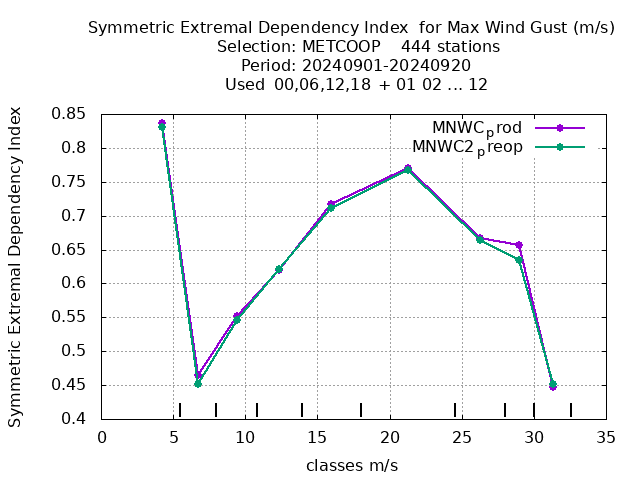 Symmetric Extremal Dependency Index for Max Wind Gust (m/s)
Selection: METCOOP 444 stations
Period: 20240901-20240920
Used 00,06,12,18 + 01 02 ... 12
Symmetric Extremal Dependency Index
0.85
0.8
0.75
0.7
0.65
0.6
0.55
0.5
0.45
0.4
MNWCprod
MNWC2preop
0 5 10 15 20 25 30 35
classes m/s